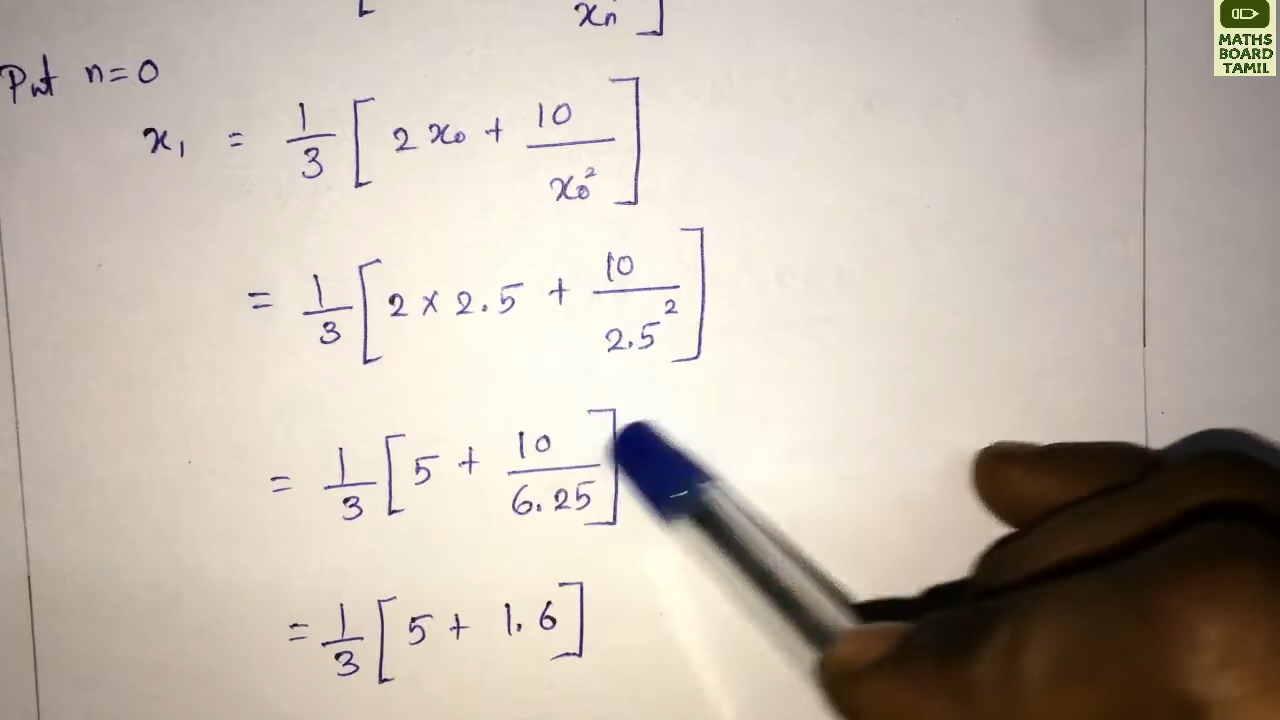 xn
Put n=0
x₁ = 1/3 [ 2x₀ + 10/x₀² ]
= 1/3 [ 2 × 2.5 + 10/2.5² ]
= 1/3 [ 5 + 10/6.25 ]
= 1/3 [ 5 + 1.6 ]
MATHS
BOARD
TAMIL